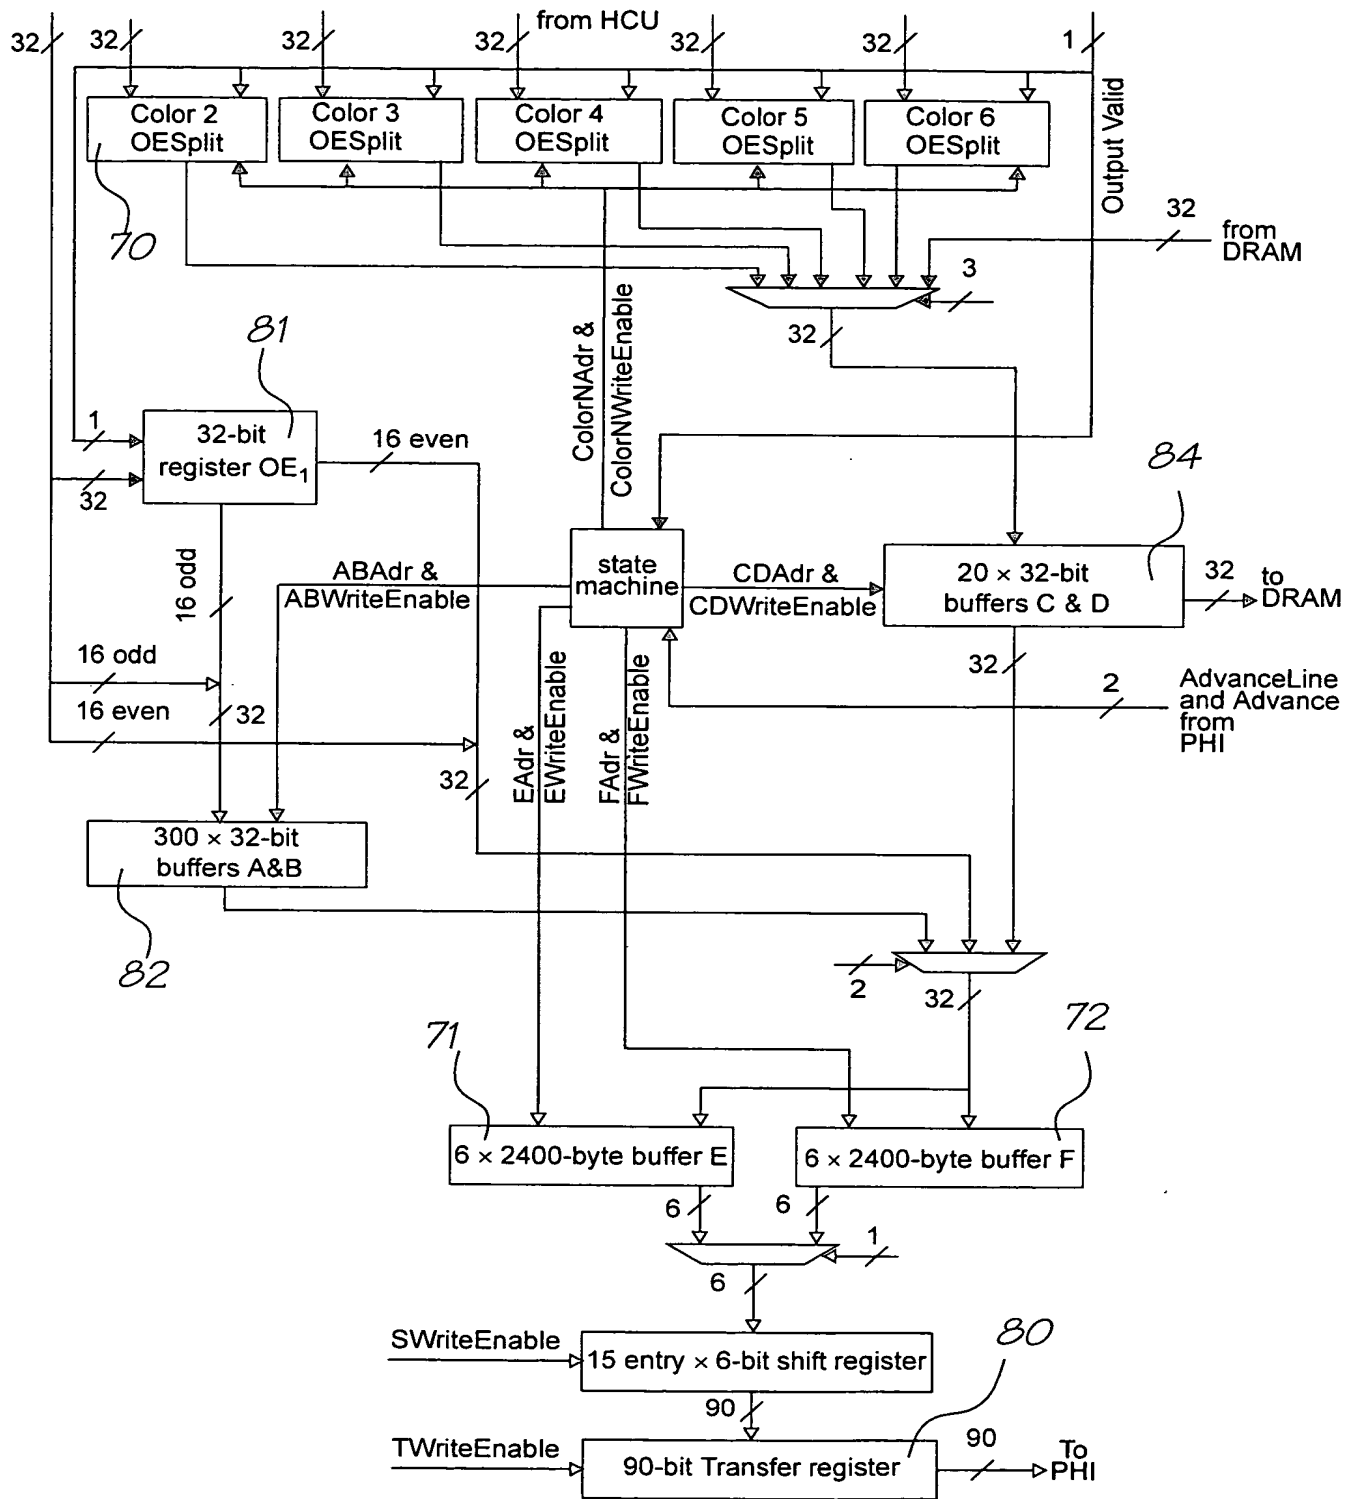 from HCU
32
32
32
32
32
32
1
Color 2
OESplit
Color 3
OESplit
Color 4
OESplit
Color 5
OESplit
Color 6
OESplit
Output Valid
70
32
from
DRAM
3
32
ColorNAdr &
ColorNWriteEnable
81
1
32
32-bit
register OE1
16 even
84
16 odd
ABAdr &
ABWriteEnable
state
machine
CDAdr &
CDWriteEnable
20 × 32-bit
buffers C & D
32
to
DRAM
16 odd
32
16 even
32
EAdr &
EWriteEnable
FAdr &
FWriteEnable
32
2
AdvanceLine
and Advance
from
PHI
300 × 32-bit
buffers A&B
82
2
32
71
72
6 × 2400-byte buffer E
6 × 2400-byte buffer F
6
6
1
6
80
SWriteEnable
15 entry × 6-bit shift register
90
TWriteEnable
90-bit Transfer register
90
To
PHI